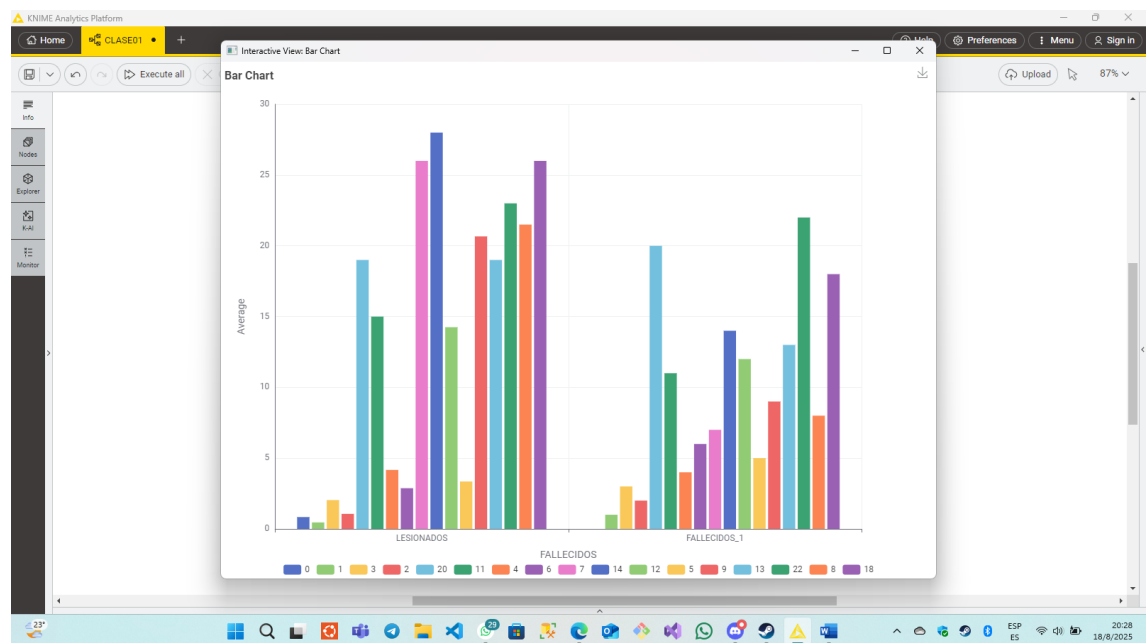 KNIME Analytics Platform
Home CLASE01 + Help Preferences Menu Sign in
Interactive View: Bar Chart
Execute all Upload 87%
Bar Chart
Info
Nodes
Explorer
K-AI
Monitor
30
25
20
15
10
5
0
Average
LESIONADOS FALLECIDOS_1
FALLECIDOS
0 1 3 2 20 11 4 6 7 14 12 5 9 13 22 8 18
23°
29
ESP
ES
20:28
18/8/2025